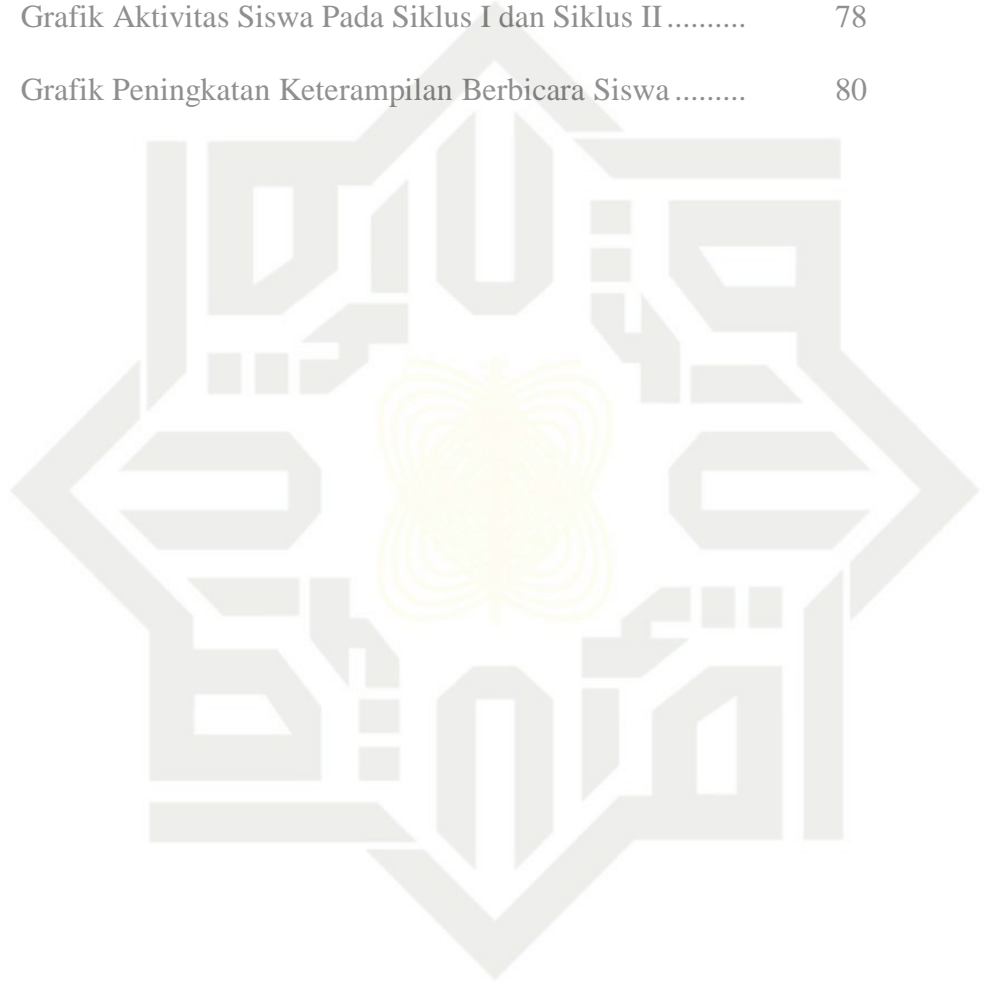 Grafik Aktivitas Siswa Pada Siklus I dan Siklus II .......... 78
Grafik Peningkatan Keterampilan Berbicara Siswa ......... 80